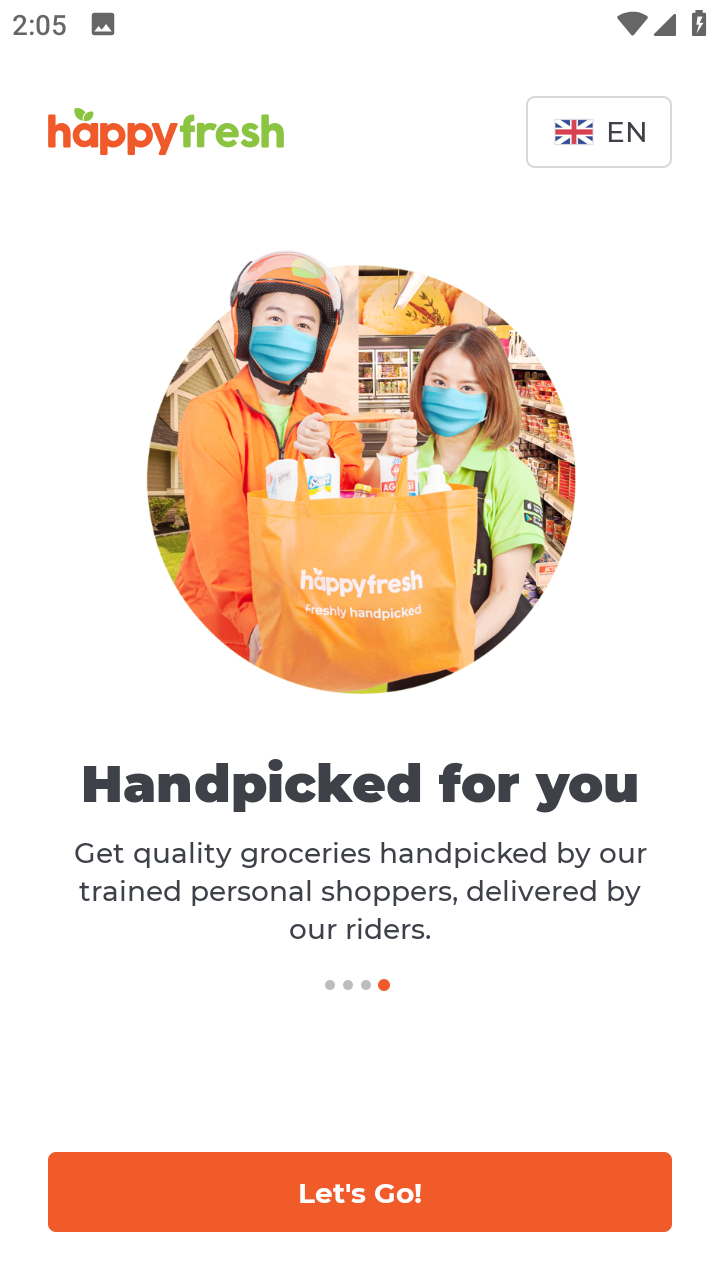 2:05
happyfresh
EN
happyfresh
freshly handpicked
sh
Handpicked for you
Get quality groceries handpicked by our
trained personal shoppers, delivered by
our riders.
Let's Go!